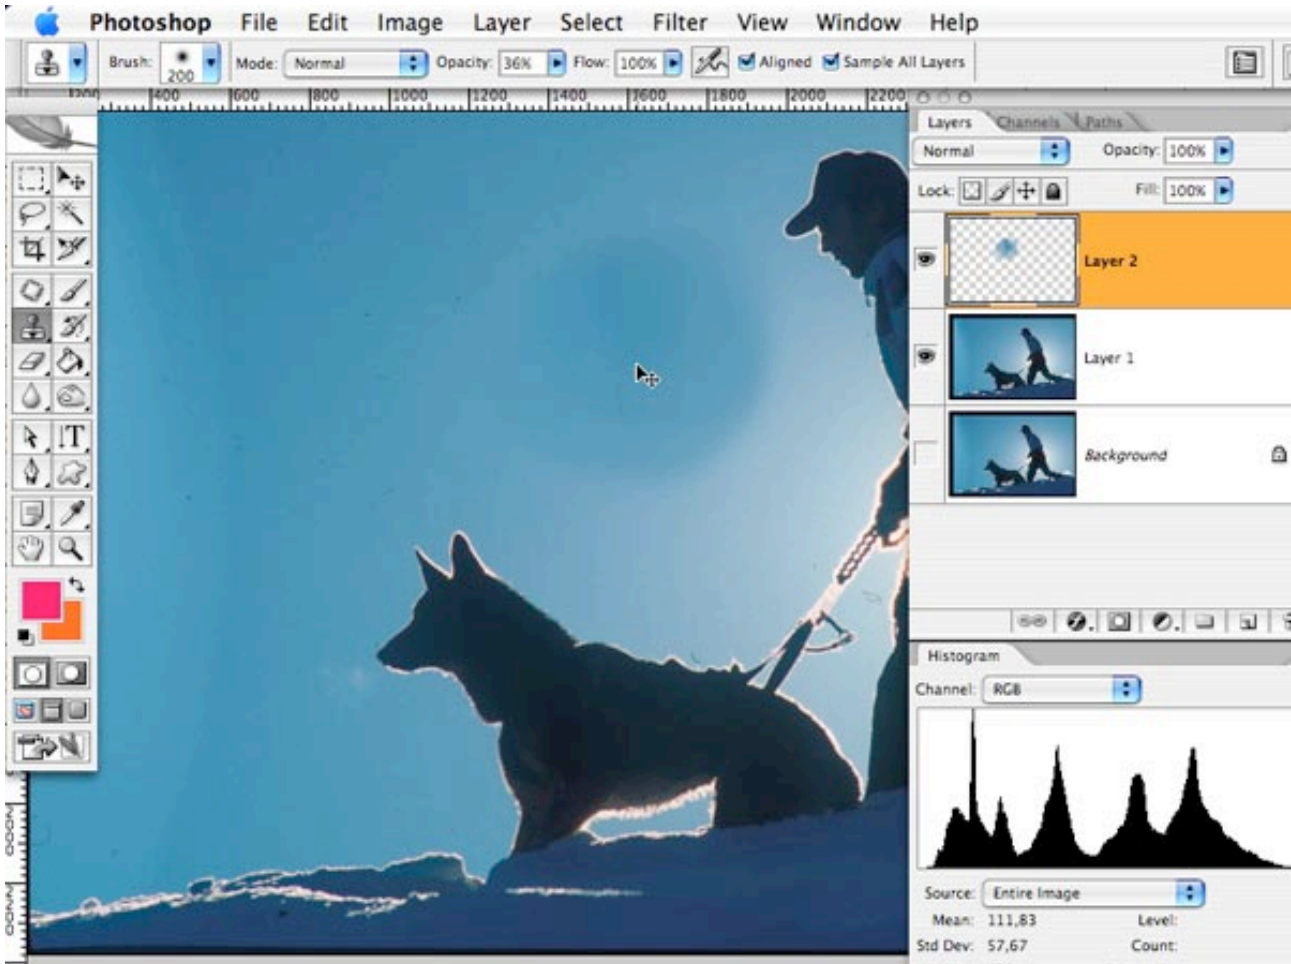 Photoshop File Edit Image Layer Select Filter View Window Help
Brush: 200 Mode: Normal Opacity: 36% Flow: 100% Aligned Sample All Layers
400 600 800 1000 1200 1400 1600 1800 2000 2200
Layers Channels Paths
Normal Opacity: 100%
Lock: Fill: 100%
Layer 2
Layer 1
Background
T
Histogram
Channel: RGB
Source: Entire Image
Mean: 111,83 Level:
Std Dev: 57,67 Count: